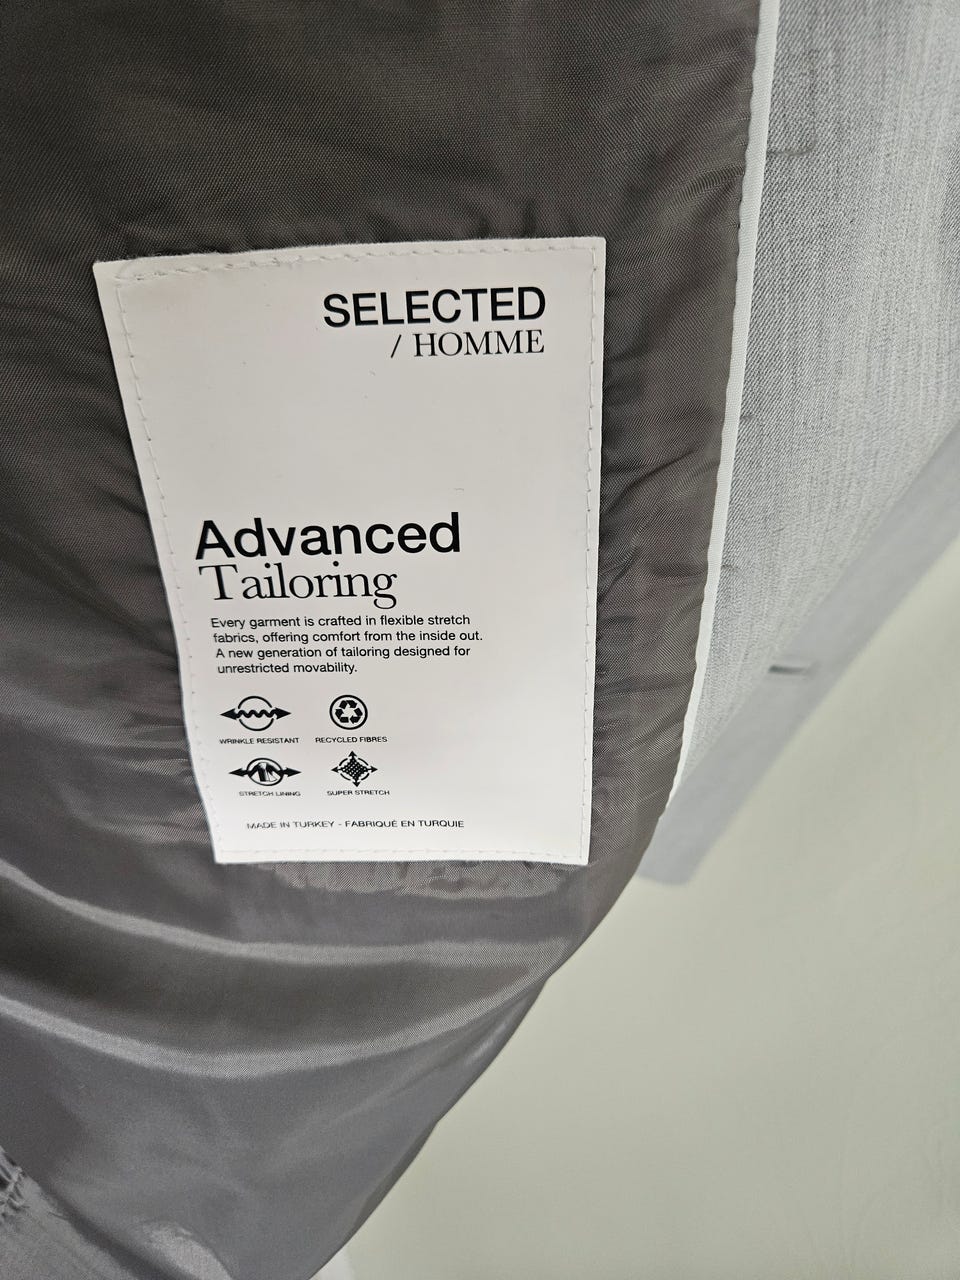 SELECTED
/ HOMME
Advanced
Tailoring
Every garment is crafted in flexible stretch
fabrics, offering comfort from the inside out.
A new generation of tailoring designed for
unrestricted movability.
WRINKLE RESISTANT RECYCLED FIBRES
STRETCH LINING SUPER STRETCH
MADE IN TURKEY - FABRIQUÉ EN TURQUIE